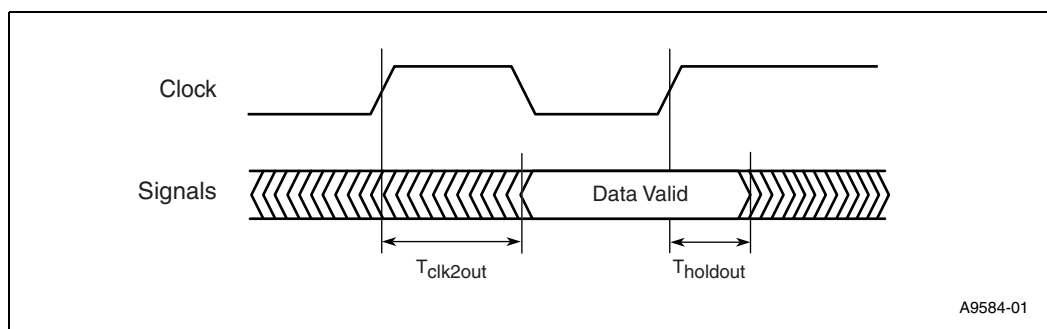 Clock
Signals
Data Valid
Tclk2out
Tholdout
A9584-01